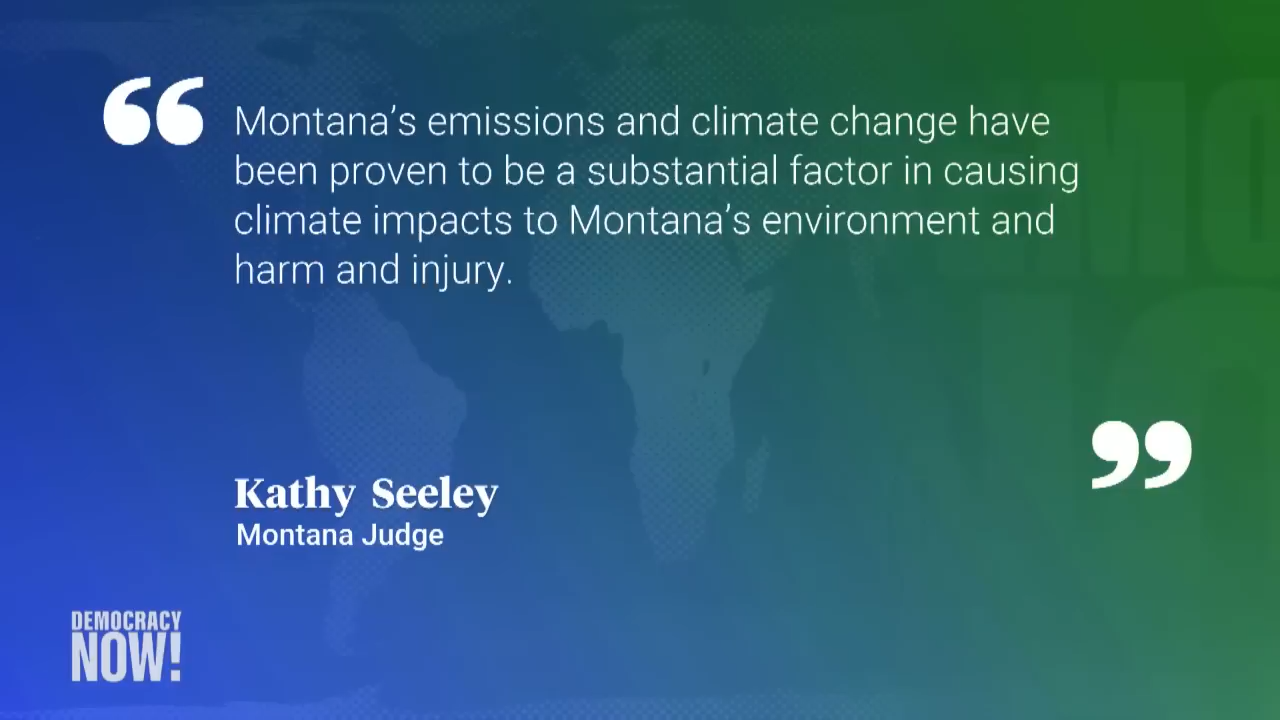 “
Montana’s emissions and climate change have
been proven to be a substantial factor in causing
climate impacts to Montana’s environment and
harm and injury.
”
Kathy Seeley
Montana Judge
DEMOCRACY
NOW!